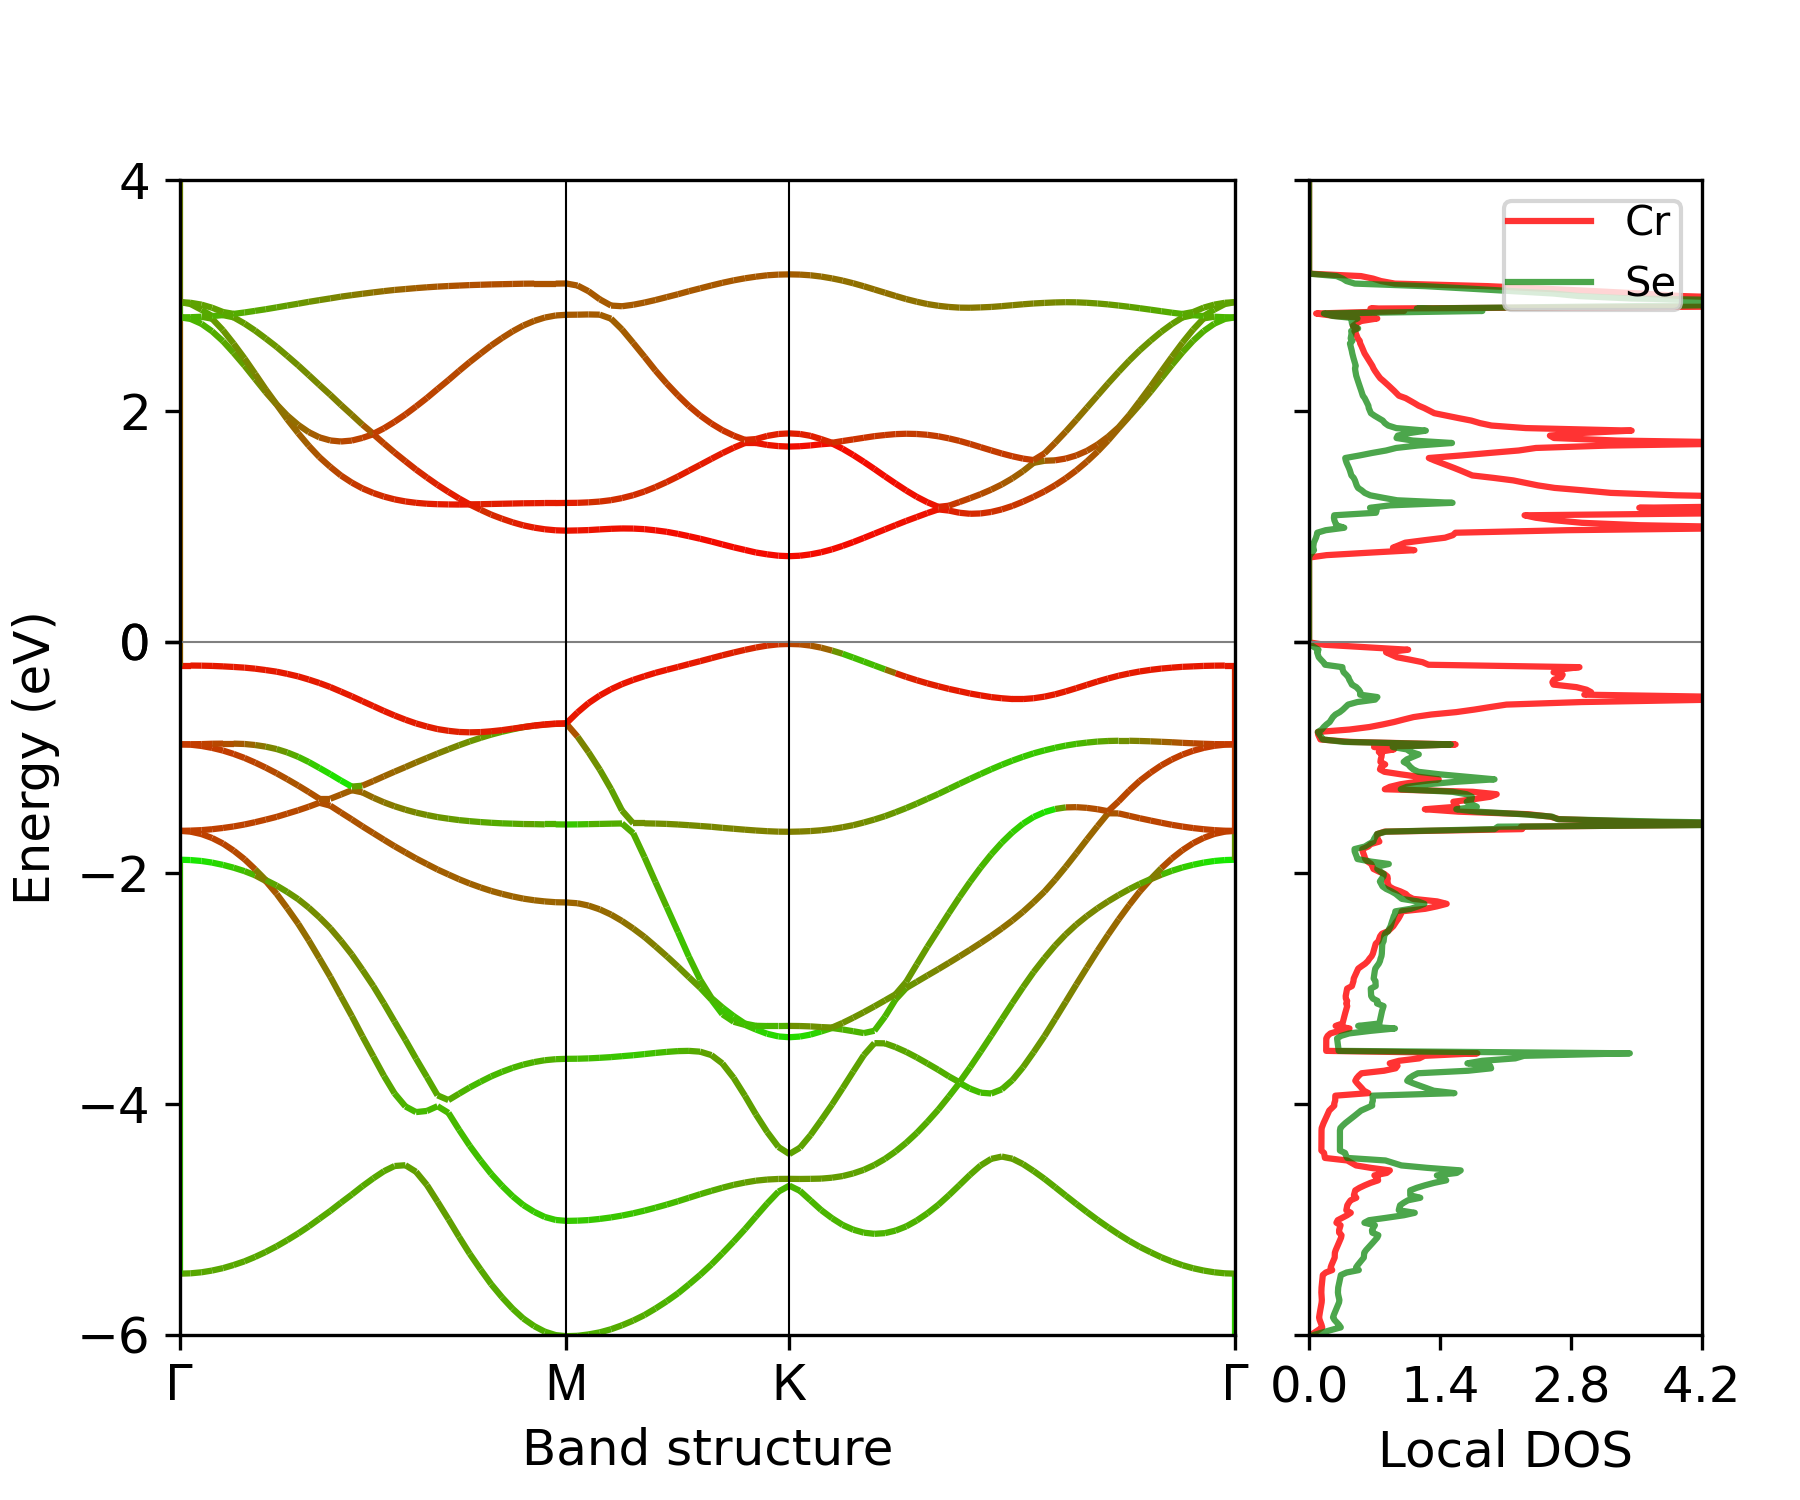 4
2
0
−2
−4
−6
Energy (eV)
Γ M K Γ
Band structure
Cr
Se
0.0 1.4 2.8 4.2
Local DOS